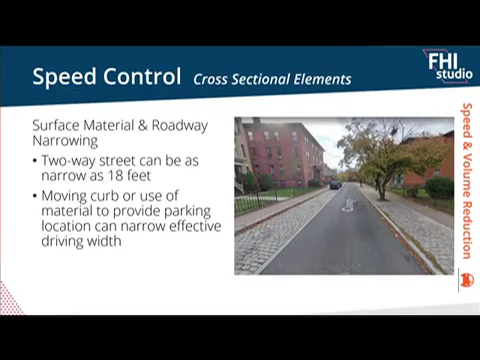 Speed Control Cross Sectional Elements
FHI
studio
Surface Material & Roadway
Narrowing
• Two-way street can be as
narrow as 18 feet
• Moving curb or use of
material to provide parking
location can narrow effective
driving width
Speed & Volume Reduction